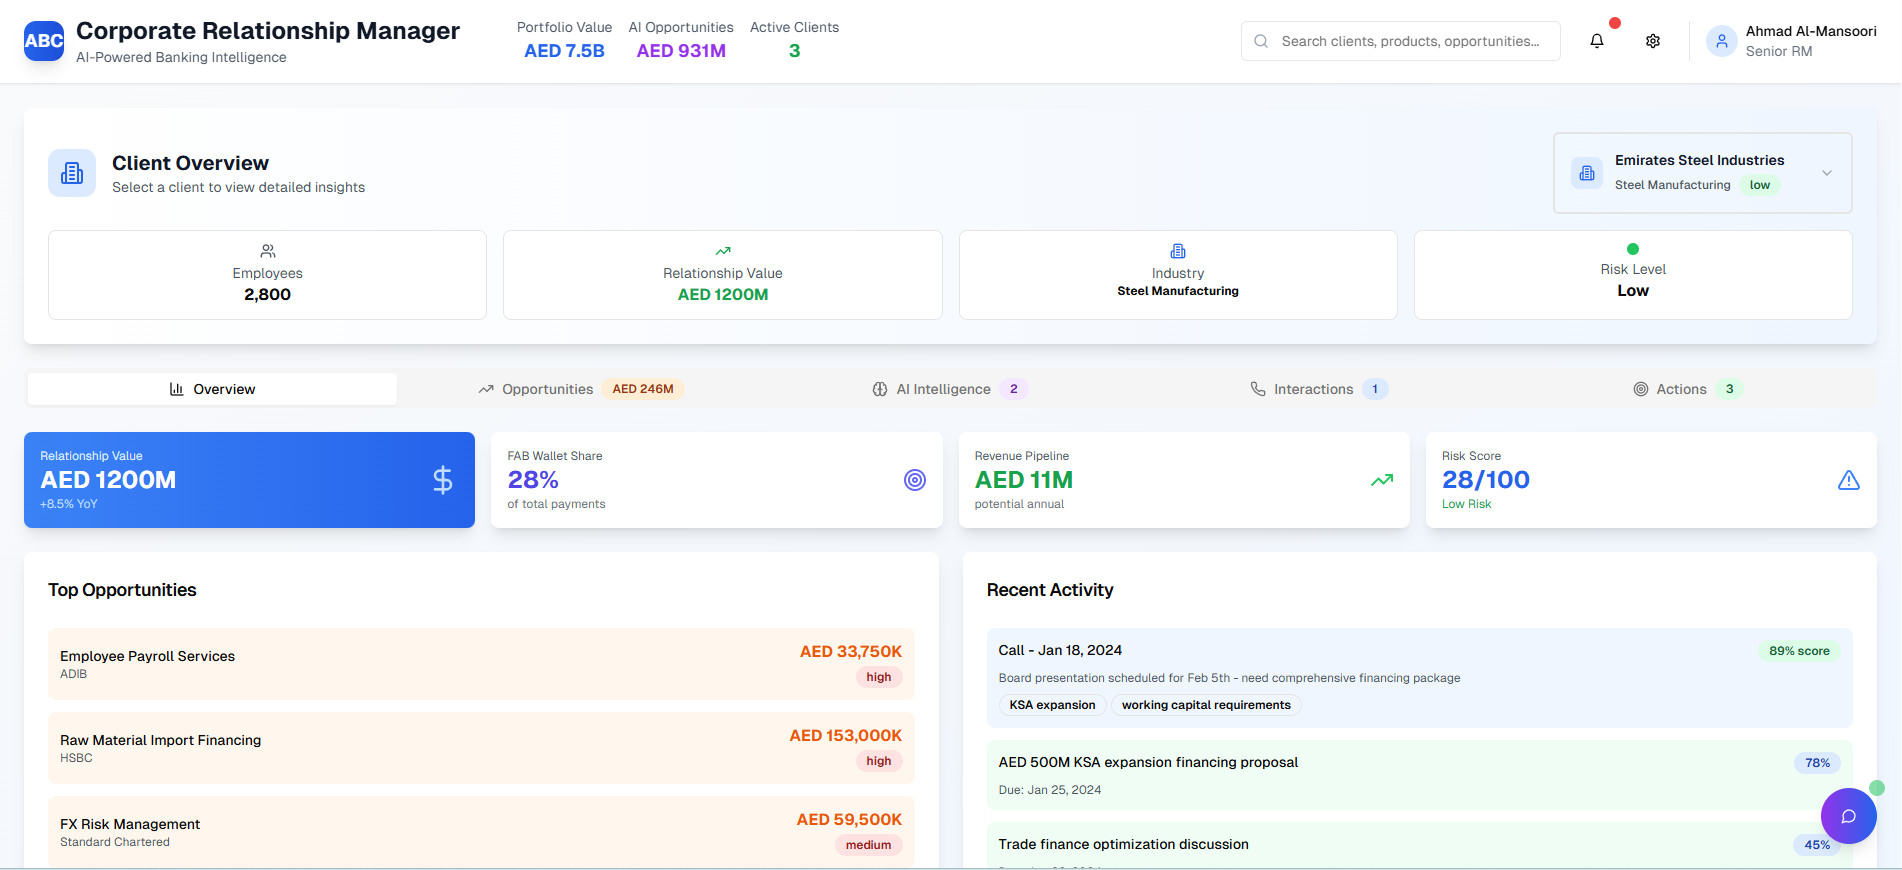 ABC
Corporate Relationship Manager
AI-Powered Banking Intelligence
Portfolio Value
AED 7.5B
AI Opportunities
AED 931M
Active Clients
3
Search clients, products, opportunities...
Ahmad Al-Mansoori
Senior RM
Client Overview
Select a client to view detailed insights
Emirates Steel Industries
Steel Manufacturing low
Employees
2,800
Relationship Value
AED 1200M
Industry
Steel Manufacturing
Risk Level
Low
Overview
Opportunities AED 246M
AI Intelligence 2
Interactions 1
Actions 3
Relationship Value
AED 1200M
+8.5% YoY
FAB Wallet Share
28%
of total payments
Revenue Pipeline
AED 11M
potential annual
Risk Score
28/100
Low Risk
Top Opportunities
Employee Payroll Services
ADIB
AED 33,750K
high
Raw Material Import Financing
HSBC
AED 153,000K
high
FX Risk Management
Standard Chartered
AED 59,500K
medium
Recent Activity
Call - Jan 18, 2024
89% score
Board presentation scheduled for Feb 5th - need comprehensive financing package
KSA expansion
working capital requirements
AED 500M KSA expansion financing proposal
78%
Due: Jan 25, 2024
Trade finance optimization discussion
45%